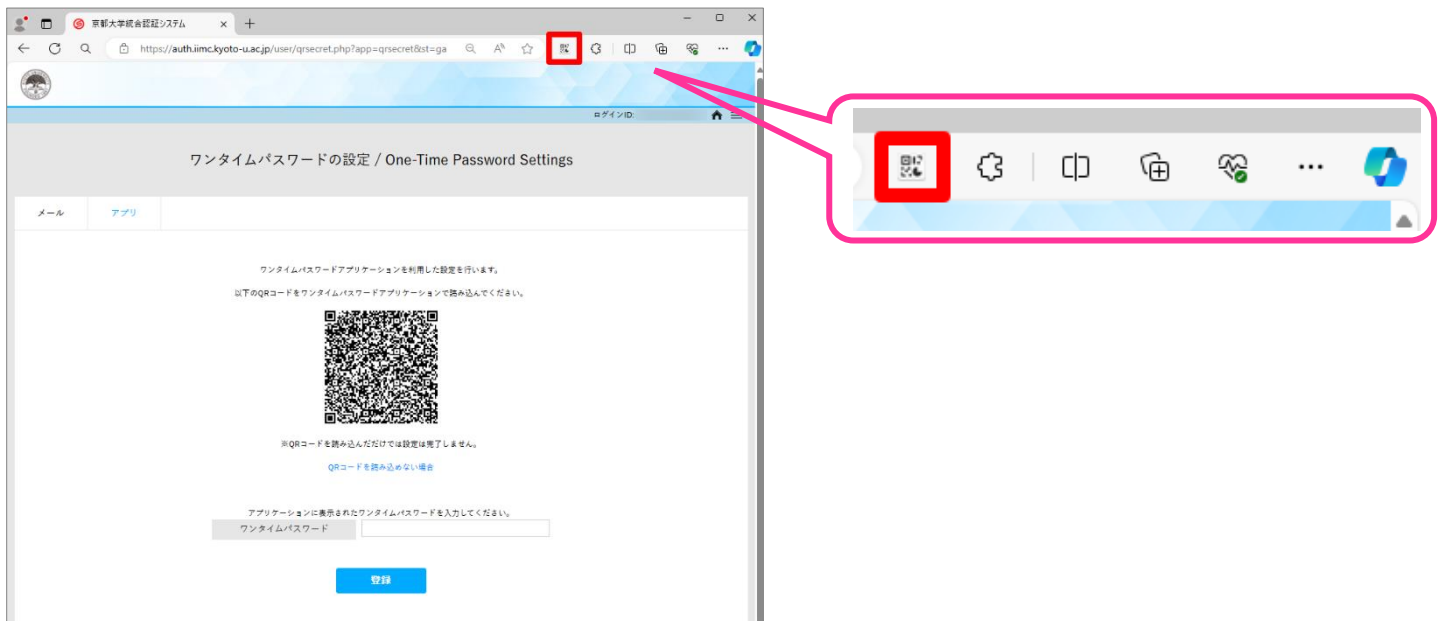 京都大学統合認証システム
https://auth.iimc.kyoto-u.ac.jp/user/qrsecret.php?app=qrsecret&st=ga
ログインID:
ワンタイムパスワードの設定 / One-Time Password Settings
メール アプリ
ワンタイムパスワードアプリケーションを利用した設定を行います。
以下のQRコードをワンタイムパスワードアプリケーションで読み込んでください。
※QRコードを読み込んだだけでは設定は完了しません。
QRコードを読み込めない場合
アプリケーションに表示されたワンタイムパスワードを入力してください。
ワンタイムパスワード
登録